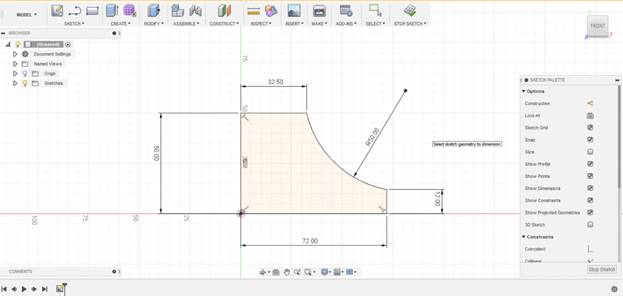 MODEL
SKETCH
CREATE
MODIFY
ASSEMBLE
CONSTRUCT
INSPECT
INSERT
MAKE
ADD-INS
SELECT
STOP SKETCH
FRONT
BROWSER
(Unsaved)
Document Settings
Named Views
Origin
Sketches
SKETCH PALETTE
Options
Construction
Look At
Sketch Grid
Snap
Slice
Show Profile
Show Points
Show Dimensions
Show Constraints
Show Projected Geometries
3D Sketch
Constraints
Coincident
Stop Sketch
75
50
32.50
R50.00
Select sketch geometry to dimension.
50.00
12.00
100
75
50
25
72.00
COMMENTS